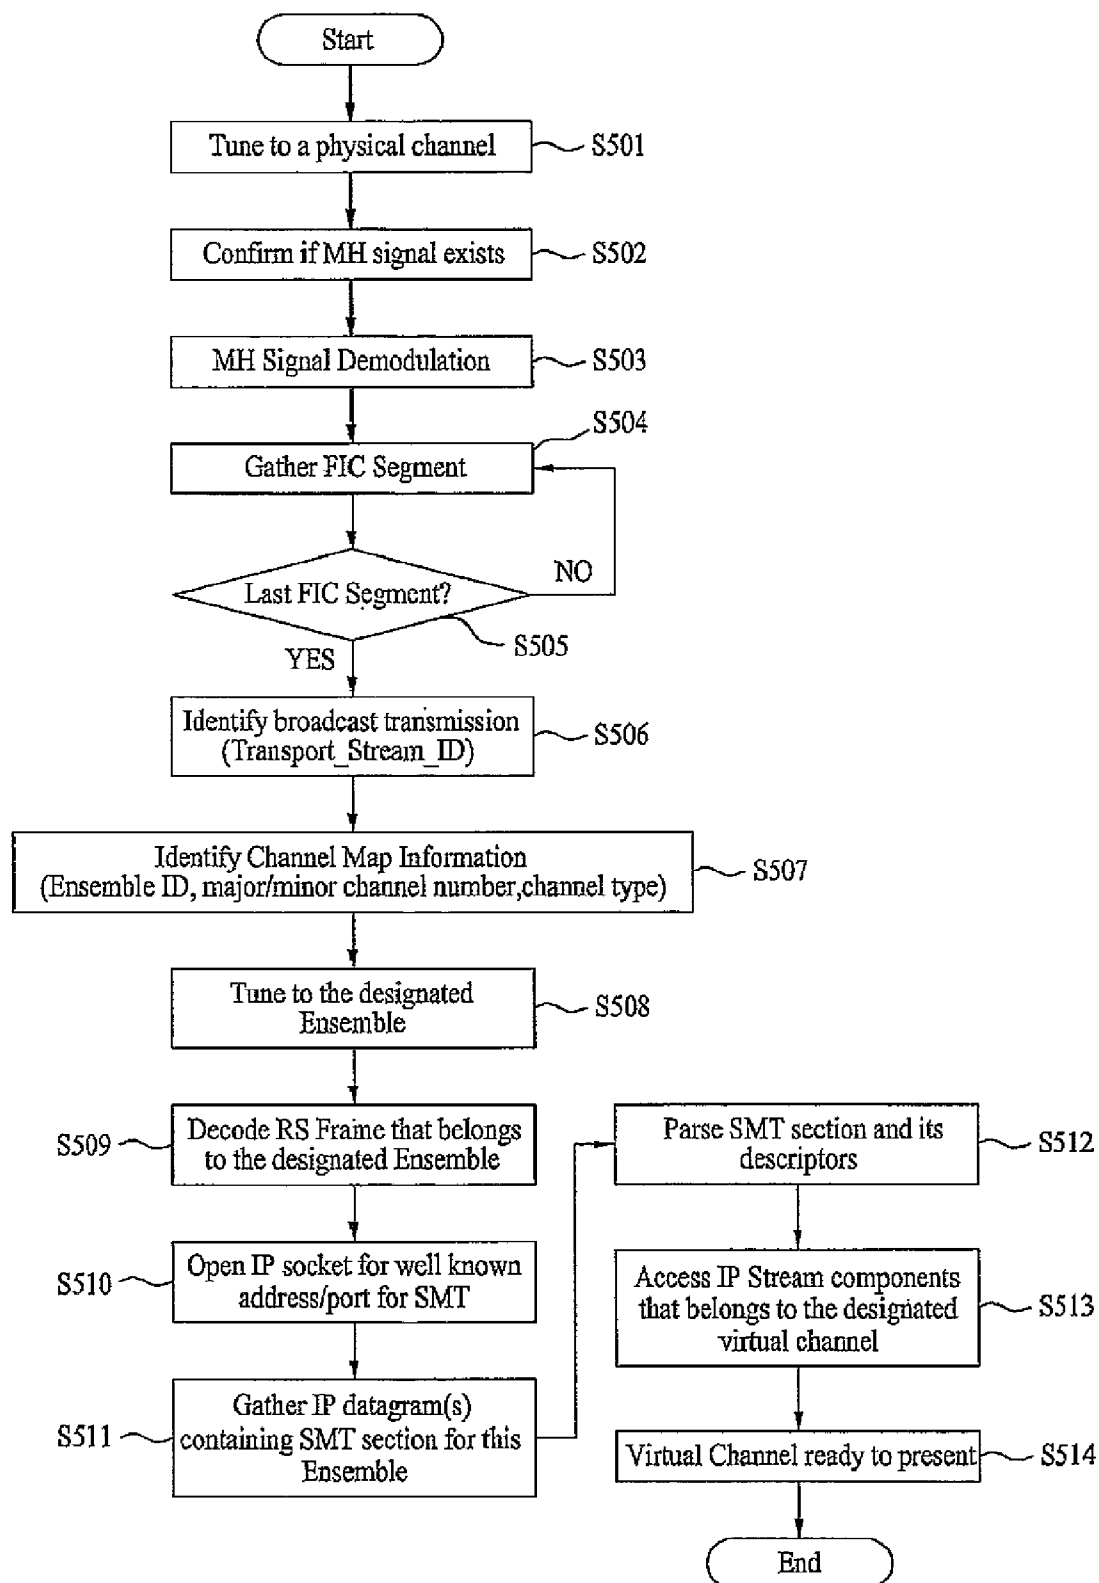 Start
Tune to a physical channel
S501
Confirm if MH signal exists
S502
MH Signal Demodulation
S503
S504
Gather FIC Segment
Last FIC Segment?
NO
S505
YES
Identify broadcast transmission
(Transport_Stream_ID)
S506
Identify Channel Map Information
(Ensemble ID, major/minor channel number,channel type)
S507
Tune to the designated
Ensemble
S508
S509
Decode RS Frame that belongs
to the designated Ensemble
S510
Open IP socket for well known
address/port for SMT
S511
Gather IP datagram(s)
containing SMT section for this
Ensemble
Parse SMT section and its
descriptors
S512
Access IP Stream components
that belongs to the designated
virtual channel
S513
Virtual Channel ready to present
S514
End